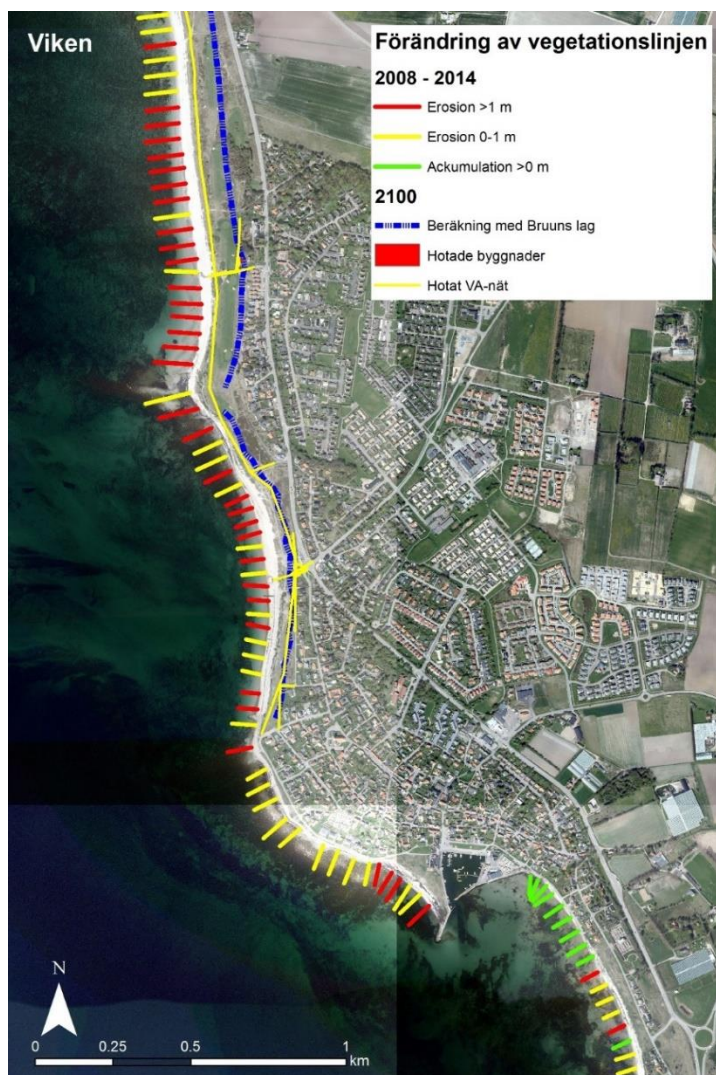 Viken
Förändring av vegetationslinjen
2008 - 2014
Erosion >1 m
Erosion 0-1 m
Ackumulation >0 m
2100
Beräkning med Bruuns lag
Hotade byggnader
Hotat VA-nät
N
0 0.25 0.5 1
km